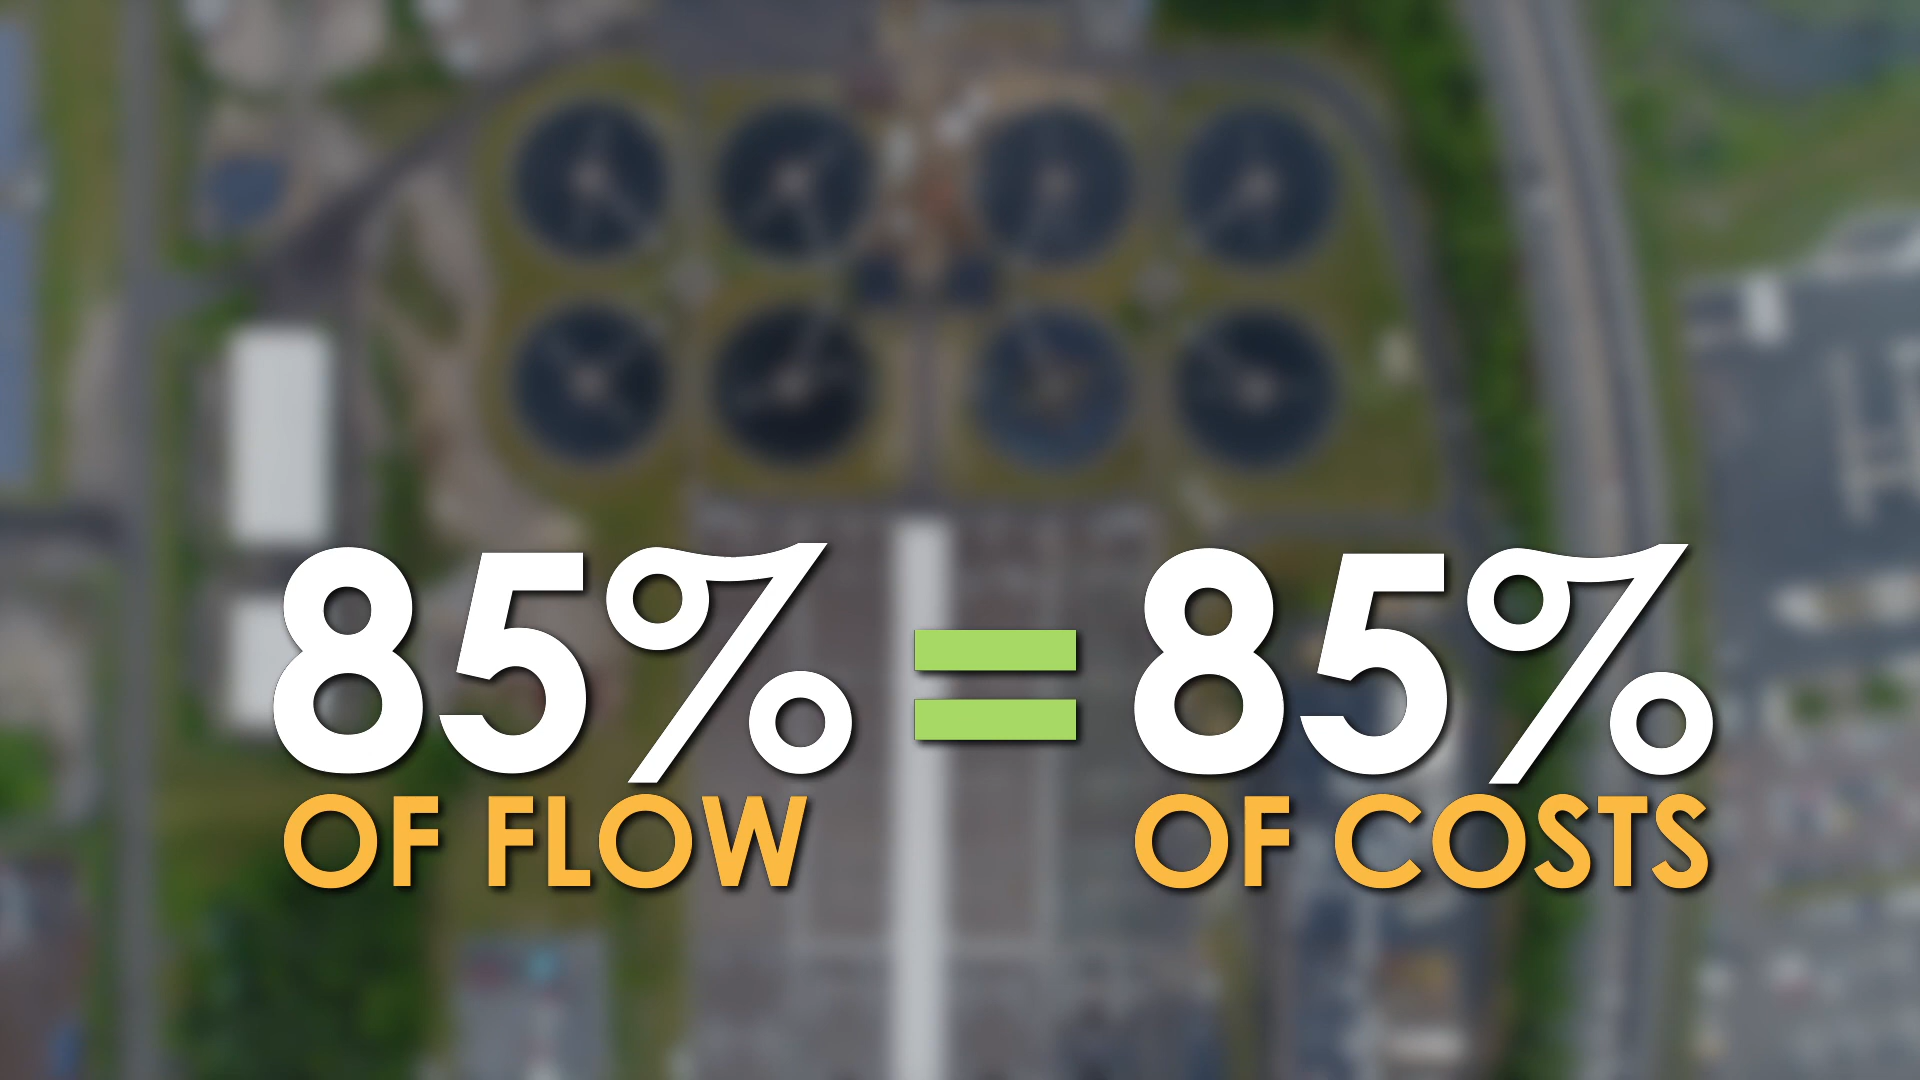 85% = 85%
OF FLOW OF COSTS